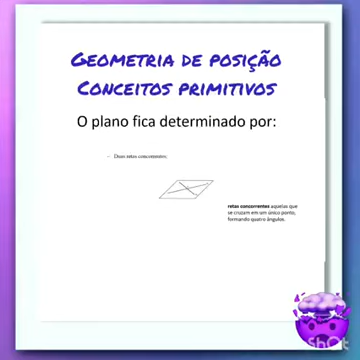 GEOMETRIA DE POSIÇÃO
CONCEITOS PRIMITIVOS
O plano fica determinado por:
- Duas retas concorrentes;
retas concorrentes aquelas que
se cruzam em um único ponto,
formando quatro ângulos.
ShOt